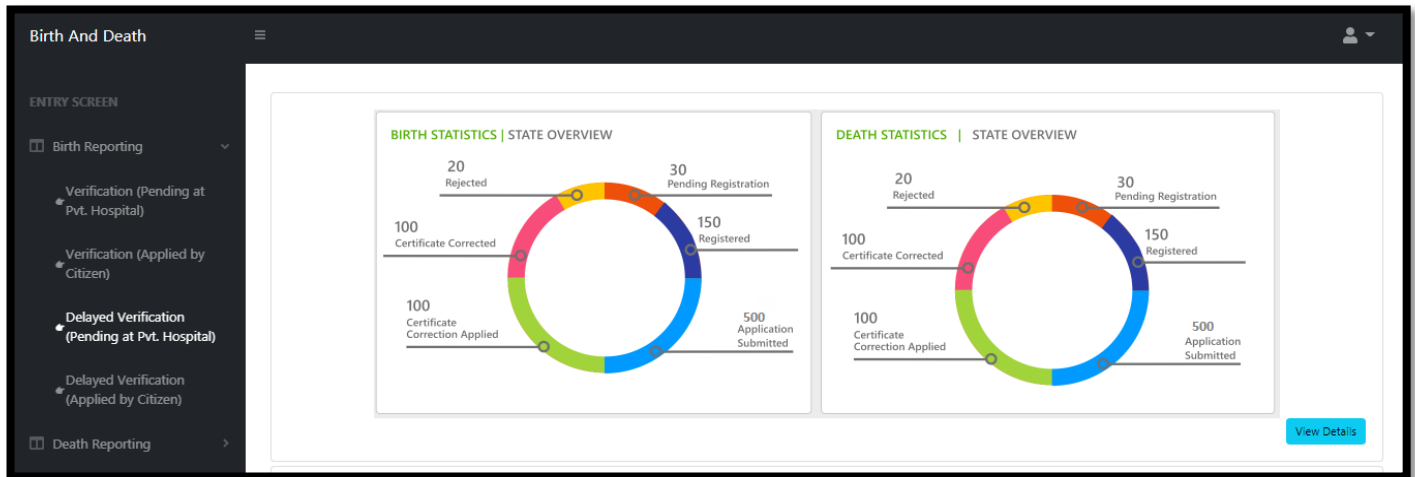 Birth And Death
ENTRY SCREEN
Birth Reporting
Verification (Pending at
Pvt. Hospital)
Verification (Applied by
Citizen)
Delayed Verification
(Pending at Pvt. Hospital)
Delayed Verification
(Applied by Citizen)
Death Reporting
BIRTH STATISTICS | STATE OVERVIEW
20
Rejected
30
Pending Registration
100
Certificate Corrected
150
Registered
100
Certificate
Correction Applied
500
Application
Submitted
DEATH STATISTICS | STATE OVERVIEW
20
Rejected
30
Pending Registration
100
Certificate Corrected
150
Registered
100
Certificate
Correction Applied
500
Application
Submitted
View Details